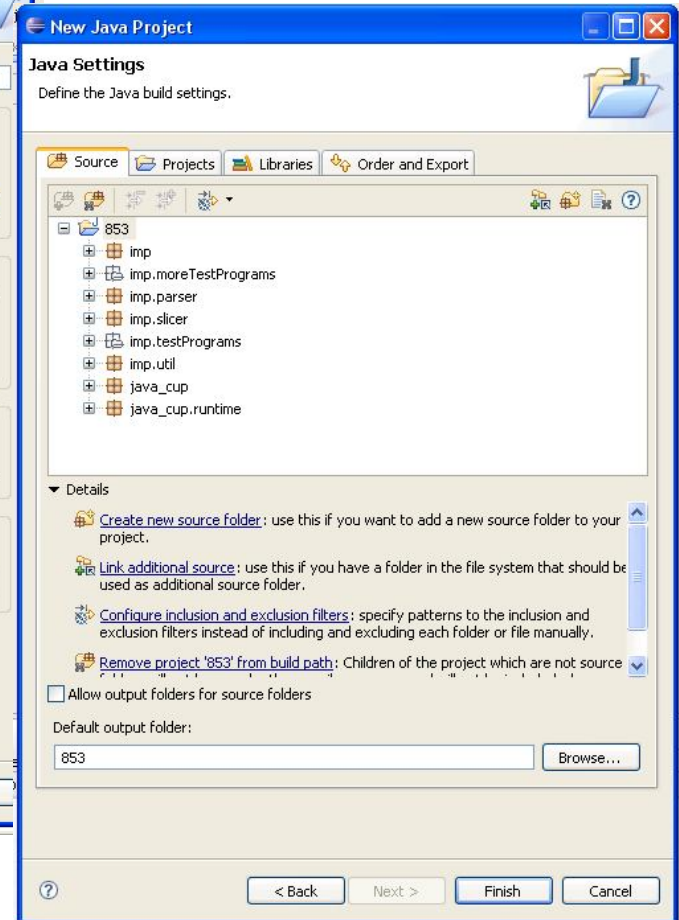 New Java Project
Java Settings
Define the Java build settings.
Source Projects Libraries Order and Export
853
imp
imp.moreTestPrograms
imp.parser
imp.slicer
imp.testPrograms
imp.util
java_cup
java_cup.runtime
Details
Create new source folder: use this if you want to add a new source folder to your
project.
Link additional source: use this if you have a folder in the file system that should be
used as additional source folder.
Configure inclusion and exclusion filters: specify patterns to the inclusion and
exclusion filters instead of including and excluding each folder or file manually.
Remove project '853' from build path: Children of the project which are not source
Allow output folders for source folders
Default output folder:
853 Browse...
< Back Next > Finish Cancel